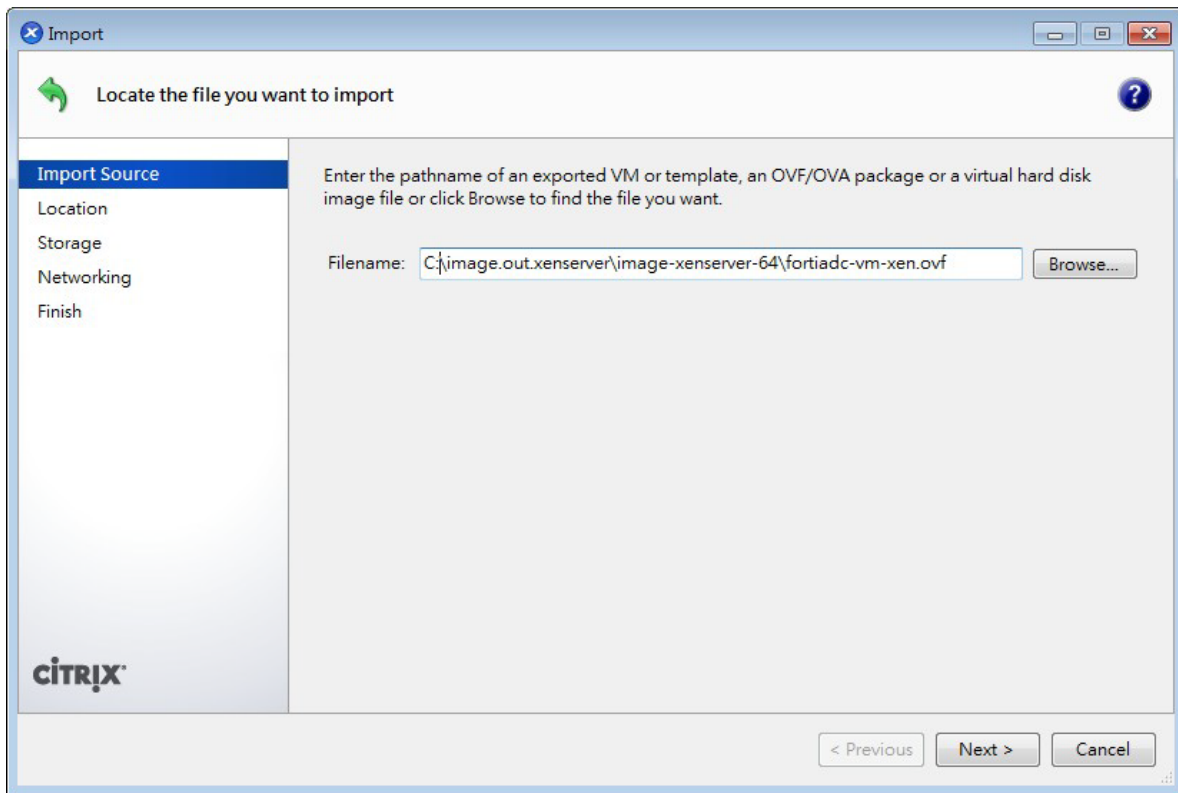 Import
Locate the file you want to import
?
Import Source
Location
Storage
Networking
Finish
Enter the pathname of an exported VM or template, an OVF/OVA package or a virtual hard disk
image file or click Browse to find the file you want.
Filename: C:\image.out.xenserver\image-xenserver-64\fortiadc-vm-xen.ovf Browse...
CİTRIX
< Previous Next > Cancel